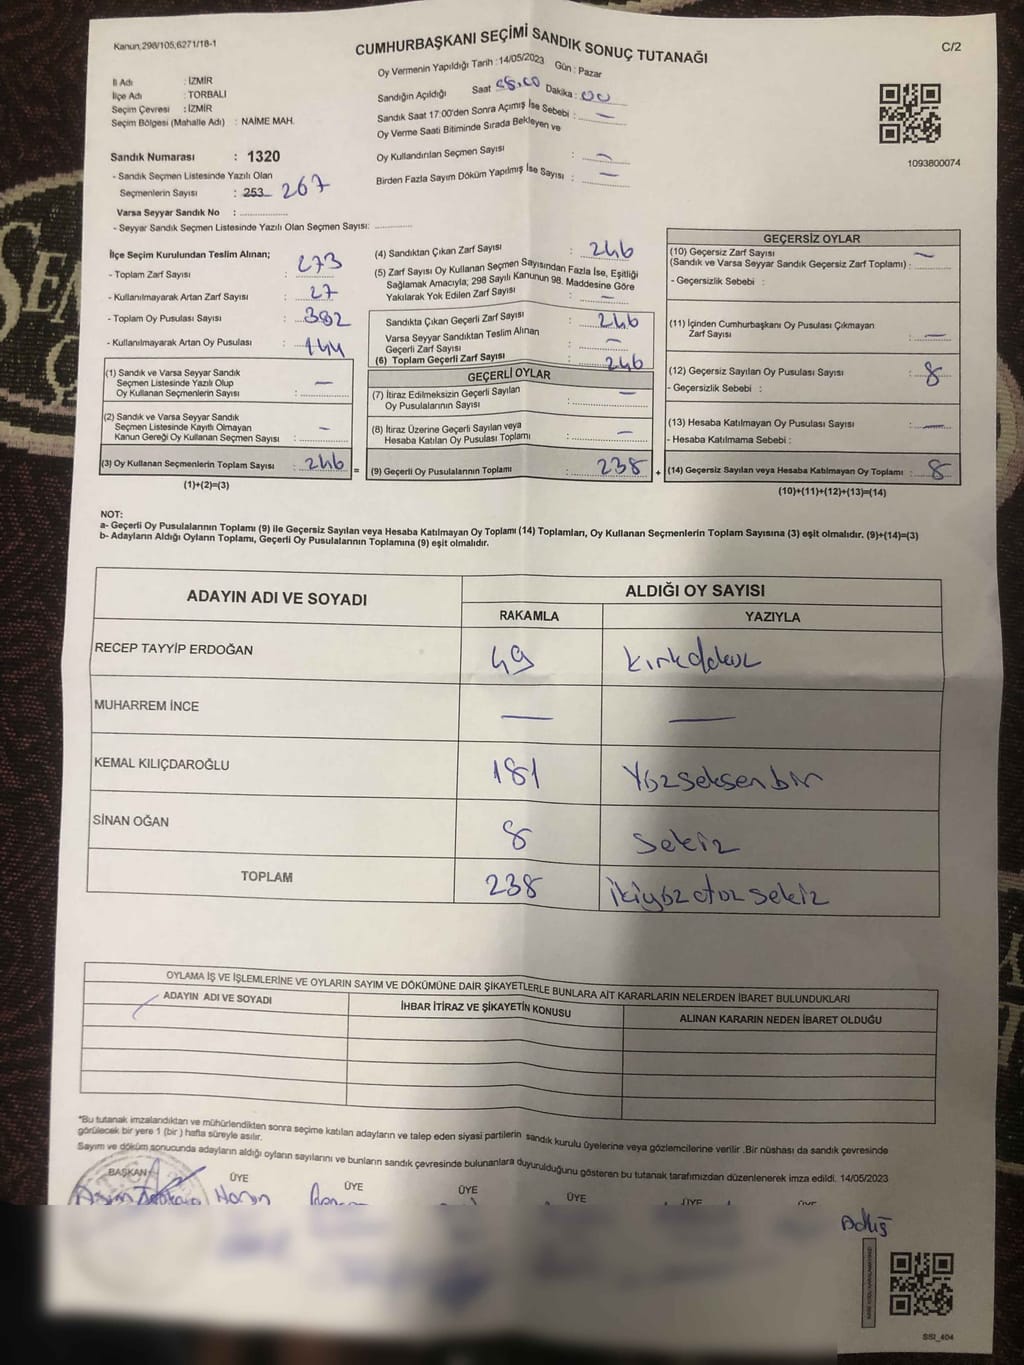 Kanun:298/105,6271/18-1
CUMHURBAŞKANI SEÇİMİ SANDIK SONUÇ TUTANAĞI
C/2
İl Adı : İZMİR
İlçe Adı : TORBALI
Seçim Çevresi : İZMİR
Seçim Bölgesi (Mahalle Adı) : NAİME MAH.
Oy Vermenin Yapıldığı Tarih : 14/05/2023 Gün : Pazar
Sandığın Açıldığı Saat 08.00 Dakika : 00
Sandık Saat 17:00'den Sonra Açılmış İse Sebebi : —
Oy Verme Saati Bitiminde Sırada Bekleyen ve
Oy Kullandırılan Seçmen Sayısı : —
Birden Fazla Sayım Döküm Yapılmış İse Sayısı : —
1093800074
Sandık Numarası : 1320
- Sandık Seçmen Listesinde Yazılı Olan
Seçmenlerin Sayısı : 253 267
Varsa Seyyar Sandık No :
- Seyyar Sandık Seçmen Listesinde Yazılı Olan Seçmen Sayısı:
İlçe Seçim Kurulundan Teslim Alınan;
- Toplam Zarf Sayısı : 273
- Kullanılmayarak Artan Zarf Sayısı : 27
- Toplam Oy Pusulası Sayısı : 382
- Kullanılmayarak Artan Oy Pusulası : 144
(1) Sandık ve Varsa Seyyar Sandık
Seçmen Listesinde Yazılı Olup
Oy Kullanan Seçmenlerin Sayısı : —
(2) Sandık ve Varsa Seyyar Sandık
Seçmen Listesinde Kayıtlı Olmayan
Kanun Gereği Oy Kullanan Seçmen Sayısı : —
(3) Oy Kullanan Seçmenlerin Toplam Sayısı : 246 =
(1)+(2)=(3)
(4) Sandıktan Çıkan Zarf Sayısı : 246
(5) Zarf Sayısı Oy Kullanan Seçmen Sayısından Fazla İse, Eşitliği
Sağlamak Amacıyla; 298 Sayılı Kanunun 98. Maddesine Göre
Yakılarak Yok Edilen Zarf Sayısı : —
Sandıkta Çıkan Geçerli Zarf Sayısı : 246
Varsa Seyyar Sandıktan Teslim Alınan
Geçerli Zarf Sayısı : —
(6) Toplam Geçerli Zarf Sayısı : 246
GEÇERLİ OYLAR
(7) İtiraz Edilmeksizin Geçerli Sayılan
Oy Pusulalarının Sayısı : —
(8) İtiraz Üzerine Geçerli Sayılan veya
Hesaba Katılan Oy Pusulası Toplamı : —
(9) Geçerli Oy Pusulalarının Toplamı : 238 +
GEÇERSİZ OYLAR
(10) Geçersiz Zarf Sayısı
(Sandık ve Varsa Seyyar Sandık Geçersiz Zarf Toplamı) : —
- Geçersizlik Sebebi :
(11) İçinden Cumhurbaşkanı Oy Pusulası Çıkmayan
Zarf Sayısı : —
(12) Geçersiz Sayılan Oy Pusulası Sayısı : 8
- Geçersizlik Sebebi :
(13) Hesaba Katılmayan Oy Pusulası Sayısı : —
- Hesaba Katılmama Sebebi :
(14) Geçersiz Sayılan veya Hesaba Katılmayan Oy Toplamı : 8
(10)+(11)+(12)+(13)=(14)
NOT:
a- Geçerli Oy Pusulalarının Toplamı (9) ile Geçersiz Sayılan veya Hesaba Katılmayan Oy Toplamı (14) Toplamları, Oy Kullanan Seçmenlerin Toplam Sayısına (3) eşit olmalıdır. (9)+(14)=(3)
b- Adayların Aldığı Oyların Toplamı, Geçerli Oy Pusulalarının Toplamına (9) eşit olmalıdır.
ADAYIN ADI VE SOYADI
ALDIĞI OY SAYISI
RAKAMLA YAZIYLA
RECEP TAYYİP ERDOĞAN 49 kırkdokuz
MUHARREM İNCE — —
KEMAL KILIÇDAROĞLU 181 Yüzseksenbir
SİNAN OĞAN 8 Sekiz
TOPLAM 238 İkiyüz otuz sekiz
OYLAMA İŞ VE İŞLEMLERİNE VE OYLARIN SAYIM VE DÖKÜMÜNE DAİR ŞİKAYETLERLE BUNLARA AİT KARARLARIN NELERDEN İBARET BULUNDUKLARI
ADAYIN ADI VE SOYADI İHBAR İTİRAZ VE ŞİKAYETİN KONUSU ALINAN KARARIN NEDEN İBARET OLDUĞU
*Bu tutanak imzalandıktan ve mühürlendikten sonra seçime katılan adayların ve talep eden siyasi partilerin sandık kurulu üyelerine veya gözlemcilerine verilir .Bir nüshası da sandık çevresinde
görülecek bir yere 1 (bir ) hafta süreyle asılır.
Sayım ve döküm sonucunda adayların aldığı oyların sayılarını ve bunların sandık çevresinde bulunanlara duyurulduğunu gösteren bu tutanak tarafımızdan düzenlenerek imza edildi. 14/05/2023
BAŞKAN ÜYE ÜYE ÜYE ÜYE ÜYE ÜYE
SSI_404